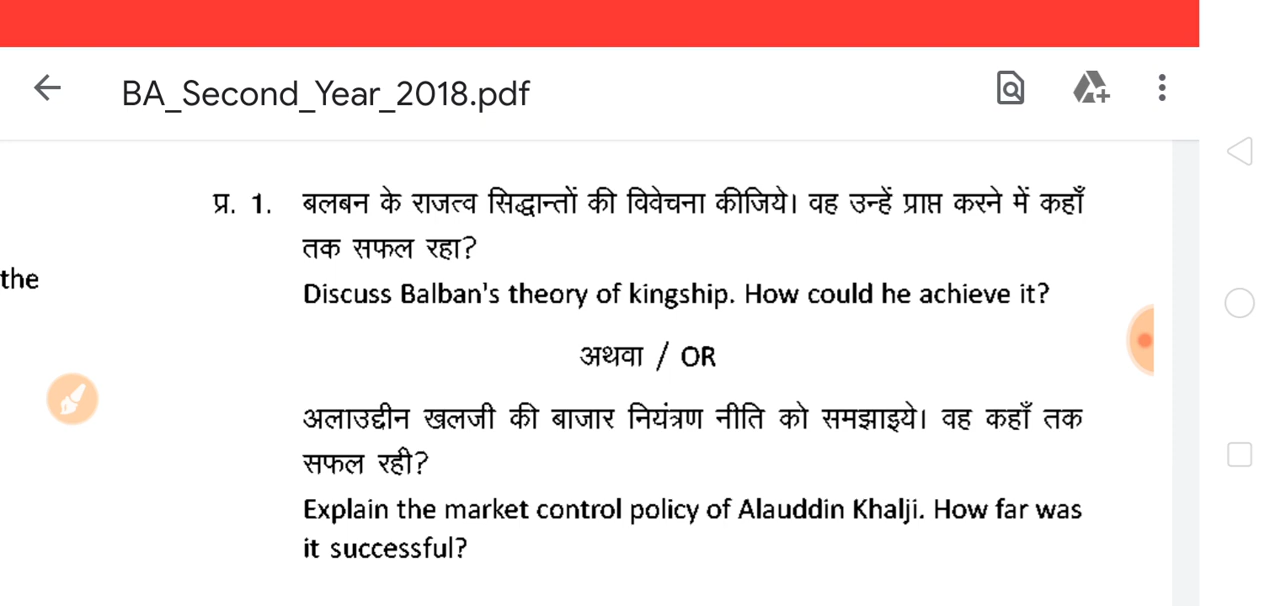 BA_Second_Year_2018.pdf
प्र. 1. बलबन के राजत्व सिद्धान्तों की विवेचना कीजिये। वह उन्हें प्राप्त करने में कहाँ
तक सफल रहा?
the
Discuss Balban's theory of kingship. How could he achieve it?
अथवा / OR
अलाउद्दीन खलजी की बाजार नियंत्रण नीति को समझाइये। वह कहाँ तक
सफल रही?
Explain the market control policy of Alauddin Khalji. How far was
it successful?